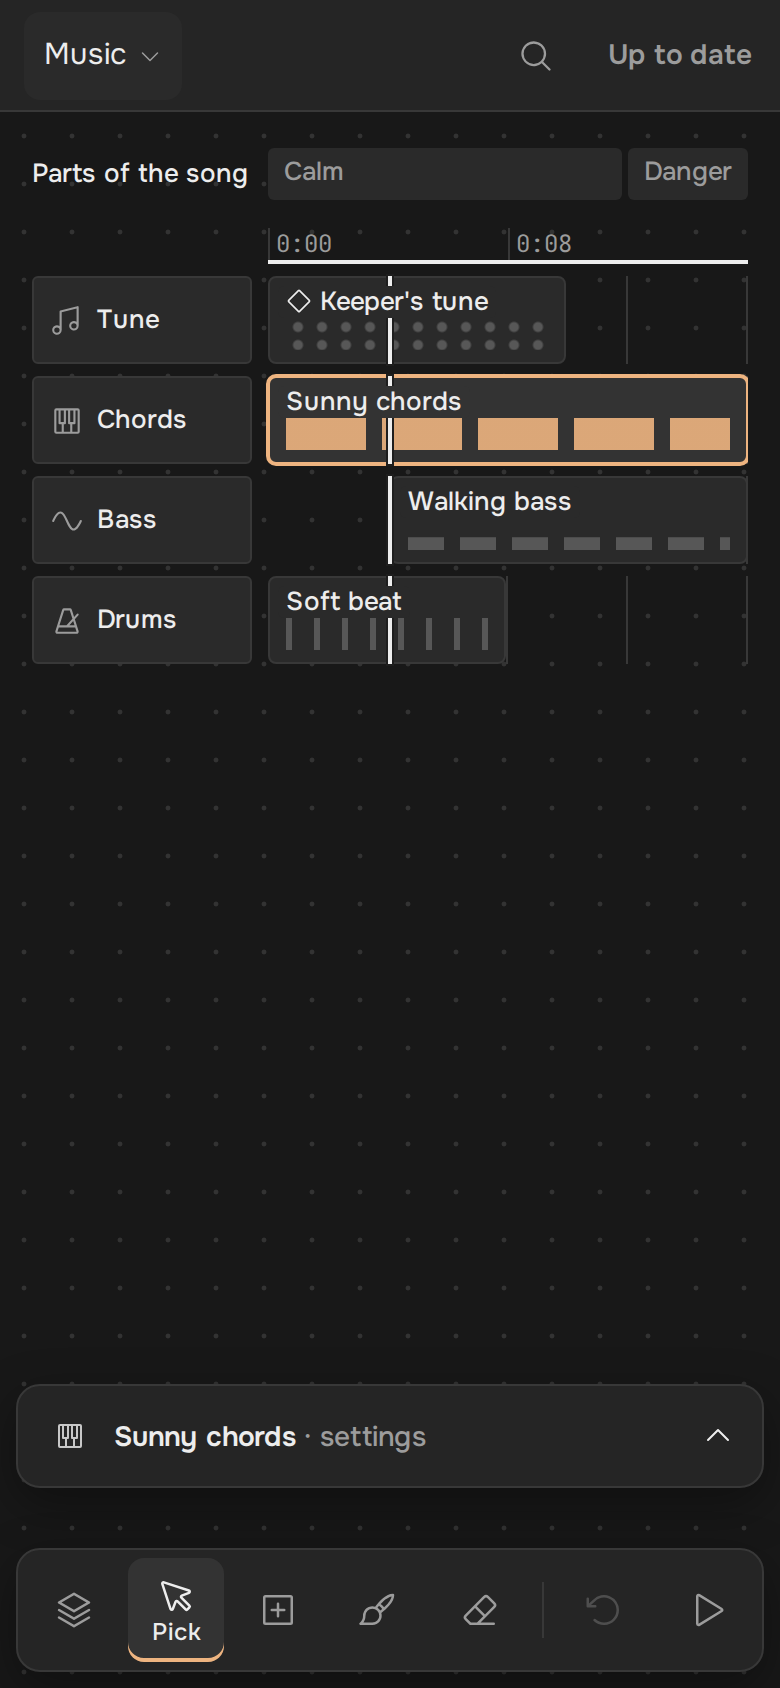 Music
Up to date
Parts of the song
Calm
Danger
0:00
0:08
Tune
Keeper's tune
Chords
Sunny chords
Bass
Walking bass
Drums
Soft beat
Sunny chords · settings
Pick